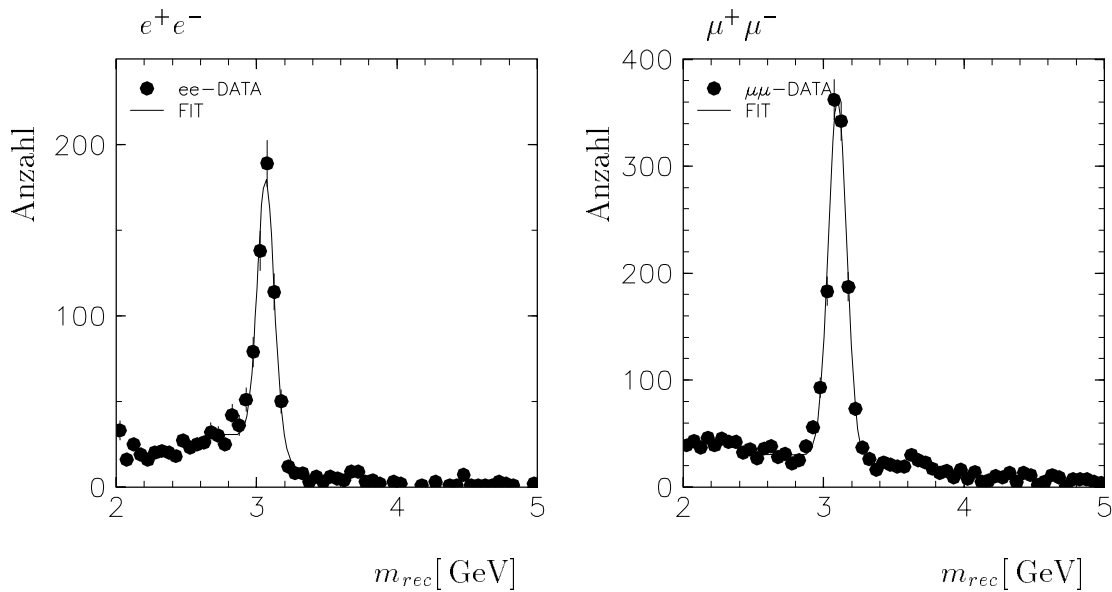 e⁺e⁻
ee-DATA
FIT
Anzahl
200
100
0
2 3 4 5
m_rec[GeV]
μ⁺μ⁻
μμ-DATA
FIT
Anzahl
400
300
200
100
0
2 3 4 5
m_rec[GeV]